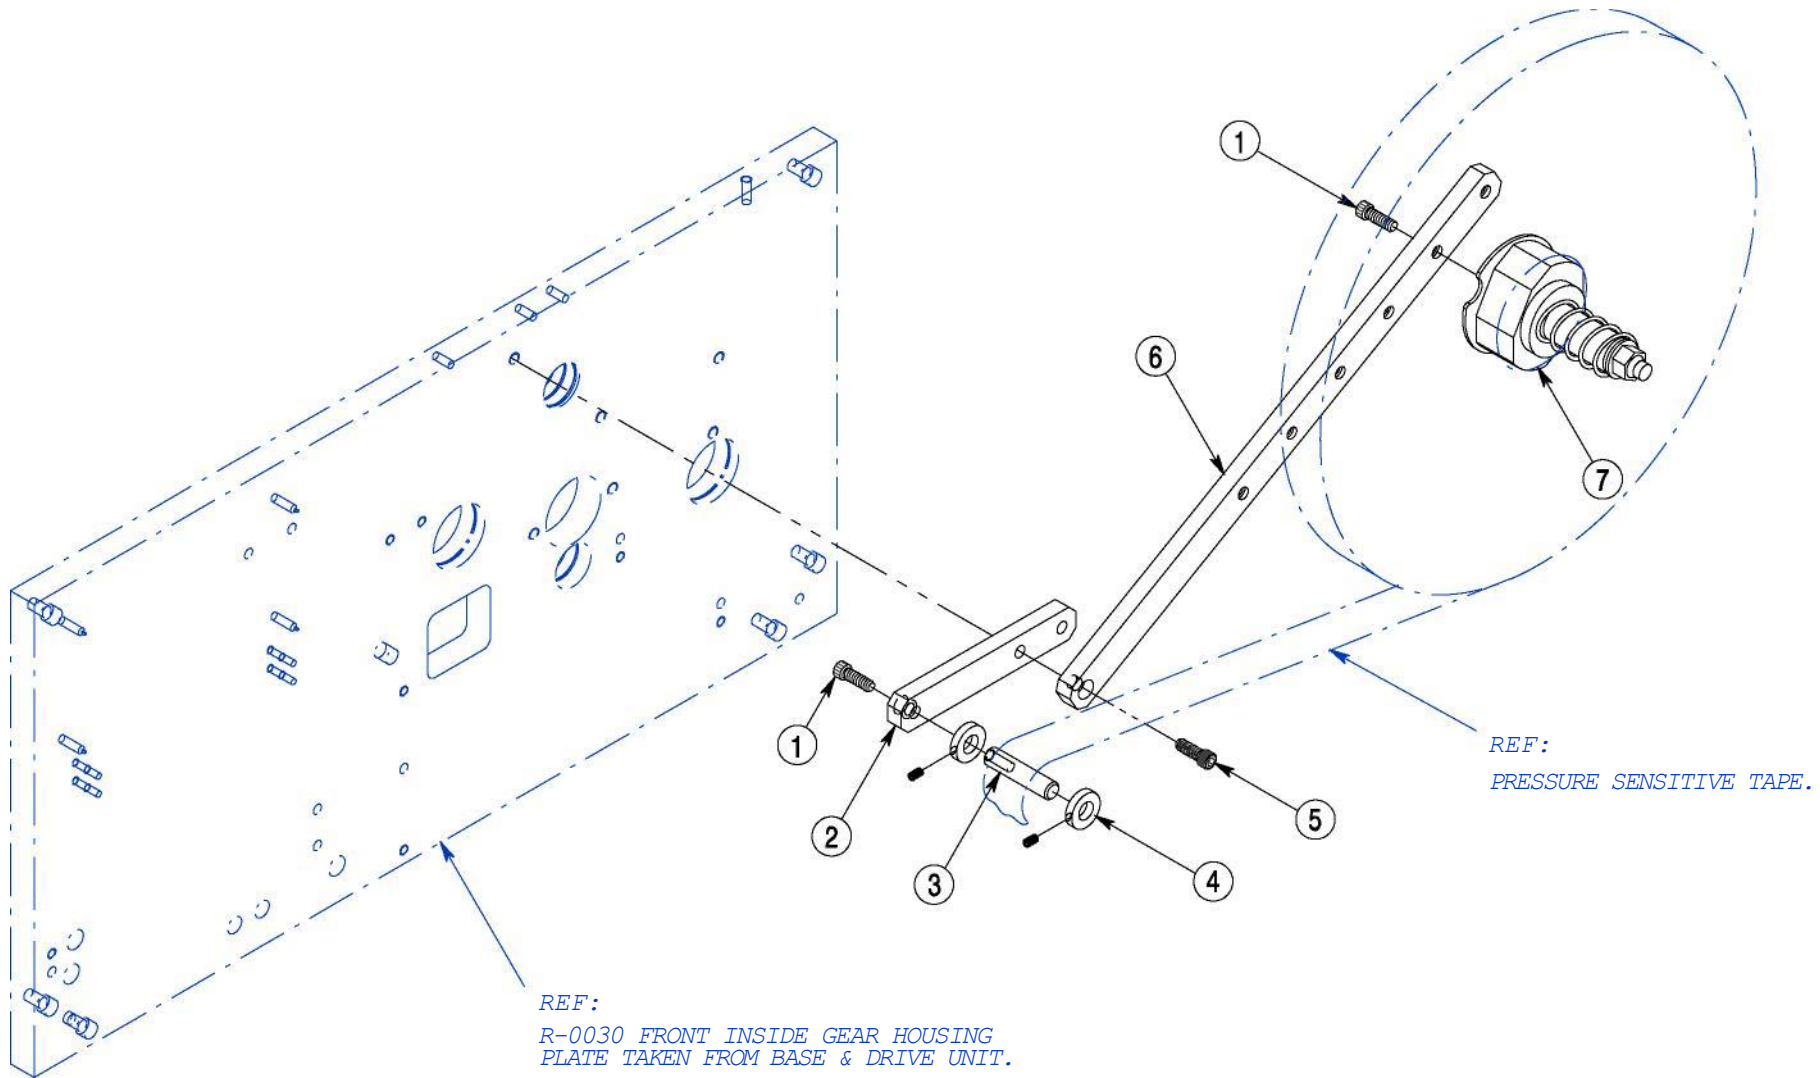 1
6
7
1
2
3
4
5
REF:
PRESSURE SENSITIVE TAPE.
REF:
R-0030 FRONT INSIDE GEAR HOUSING
PLATE TAKEN FROM BASE & DRIVE UNIT.